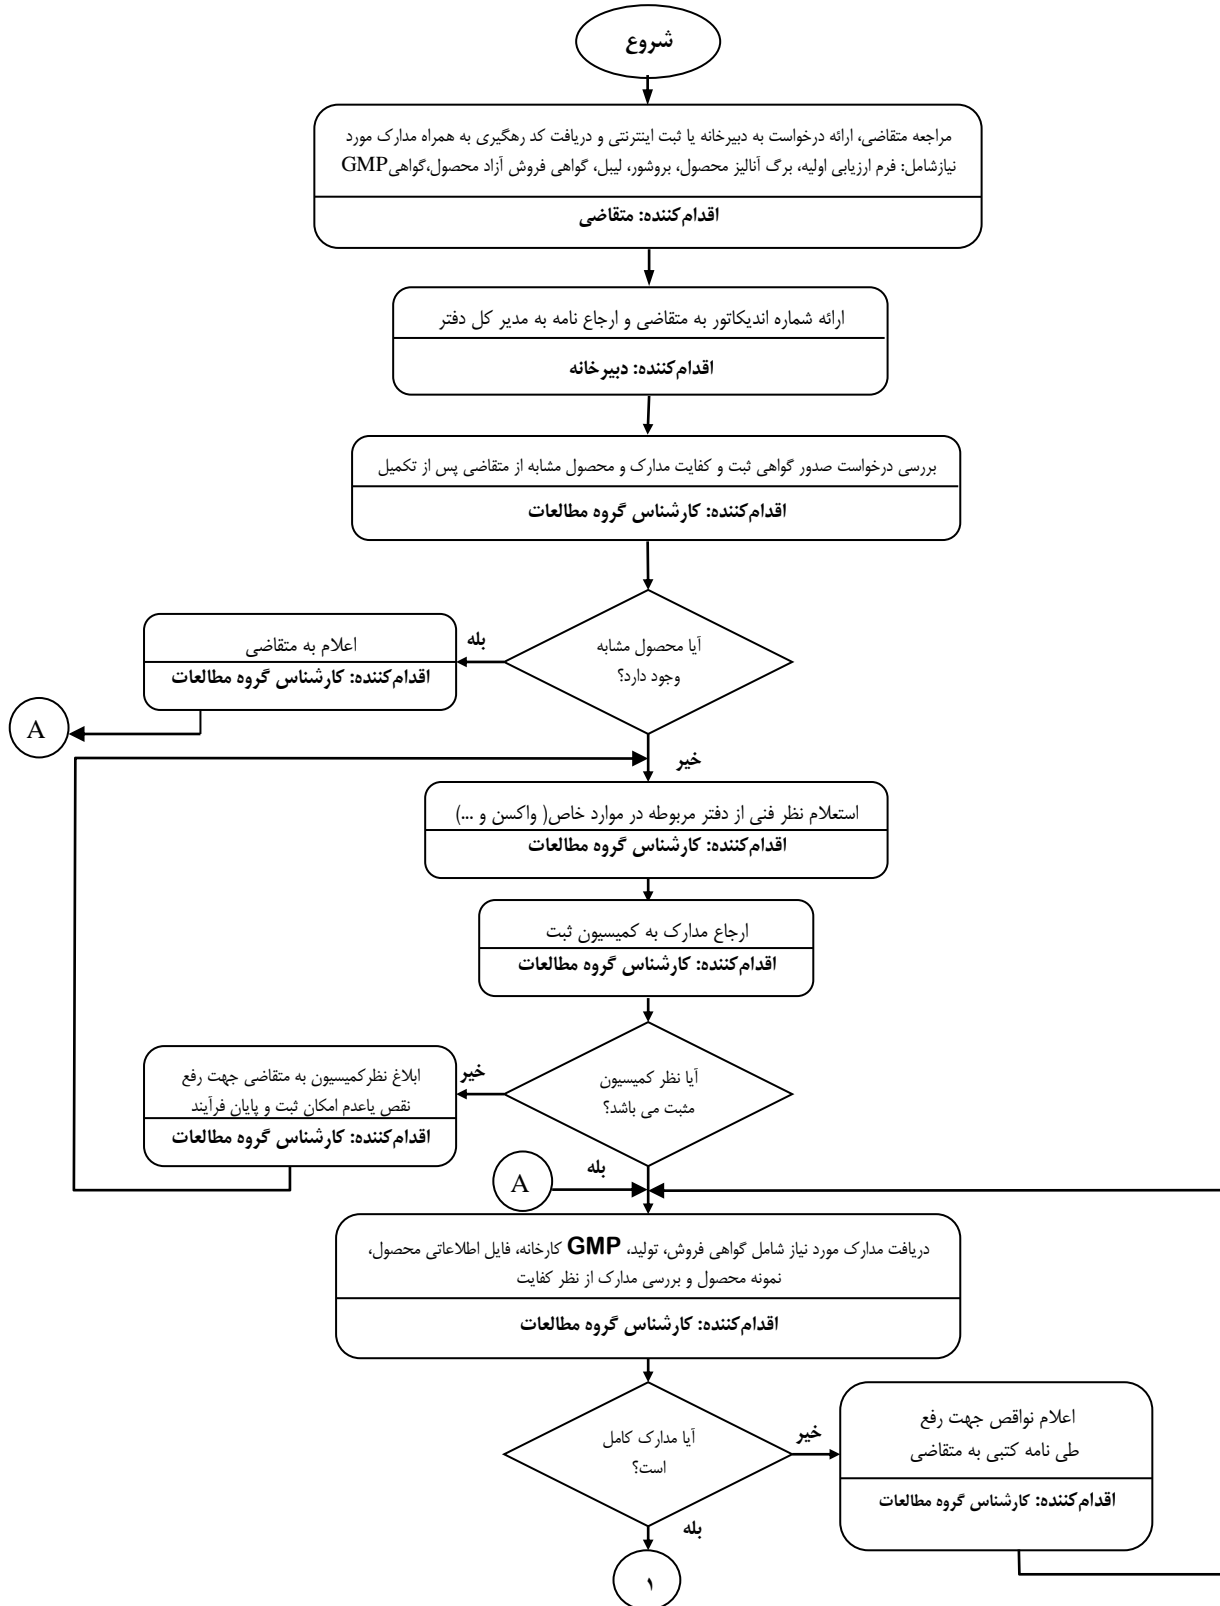 شروع
مراجعه متقاضی، ارائه درخواست به دبیرخانه یا ثبت اینترنتی و دریافت کد رهگیری به همراه مدارک مورد
نیازشامل: فرم ارزیابی اولیه، برگ آنالیز محصول، بروشور، لیبل، گواهی فروش آزاد محصول،گواهیGMP
اقدام‌کننده: متقاضی
ارائه شماره اندیکاتور به متقاضی و ارجاع نامه به مدیر کل دفتر
اقدام‌کننده: دبیرخانه
بررسی درخواست صدور گواهی ثبت و کفایت مدارک و محصول مشابه از متقاضی پس از تکمیل
اقدام‌کننده: کارشناس گروه مطالعات
آیا محصول مشابه
وجود دارد؟
بله
اعلام به متقاضی
اقدام‌کننده: کارشناس گروه مطالعات
A
خیر
استعلام نظر فنی از دفتر مربوطه در موارد خاص( واکسن و ...)
اقدام‌کننده: کارشناس گروه مطالعات
ارجاع مدارک به کمیسیون ثبت
اقدام‌کننده: کارشناس گروه مطالعات
آیا نظر کمیسیون
مثبت می باشد؟
خیر
ابلاغ نظرکمیسیون به متقاضی جهت رفع
نقص یاعدم امکان ثبت و پایان فرآیند
اقدام‌کننده: کارشناس گروه مطالعات
بله
A
دریافت مدارک مورد نیاز شامل گواهی فروش، تولید، GMP کارخانه، فایل اطلاعاتی محصول،
نمونه محصول و بررسی مدارک از نظر کفایت
اقدام‌کننده: کارشناس گروه مطالعات
آیا مدارک کامل
است؟
خیر
اعلام نواقص جهت رفع
طی نامه کتبی به متقاضی
اقدام‌کننده: کارشناس گروه مطالعات
بله
۱